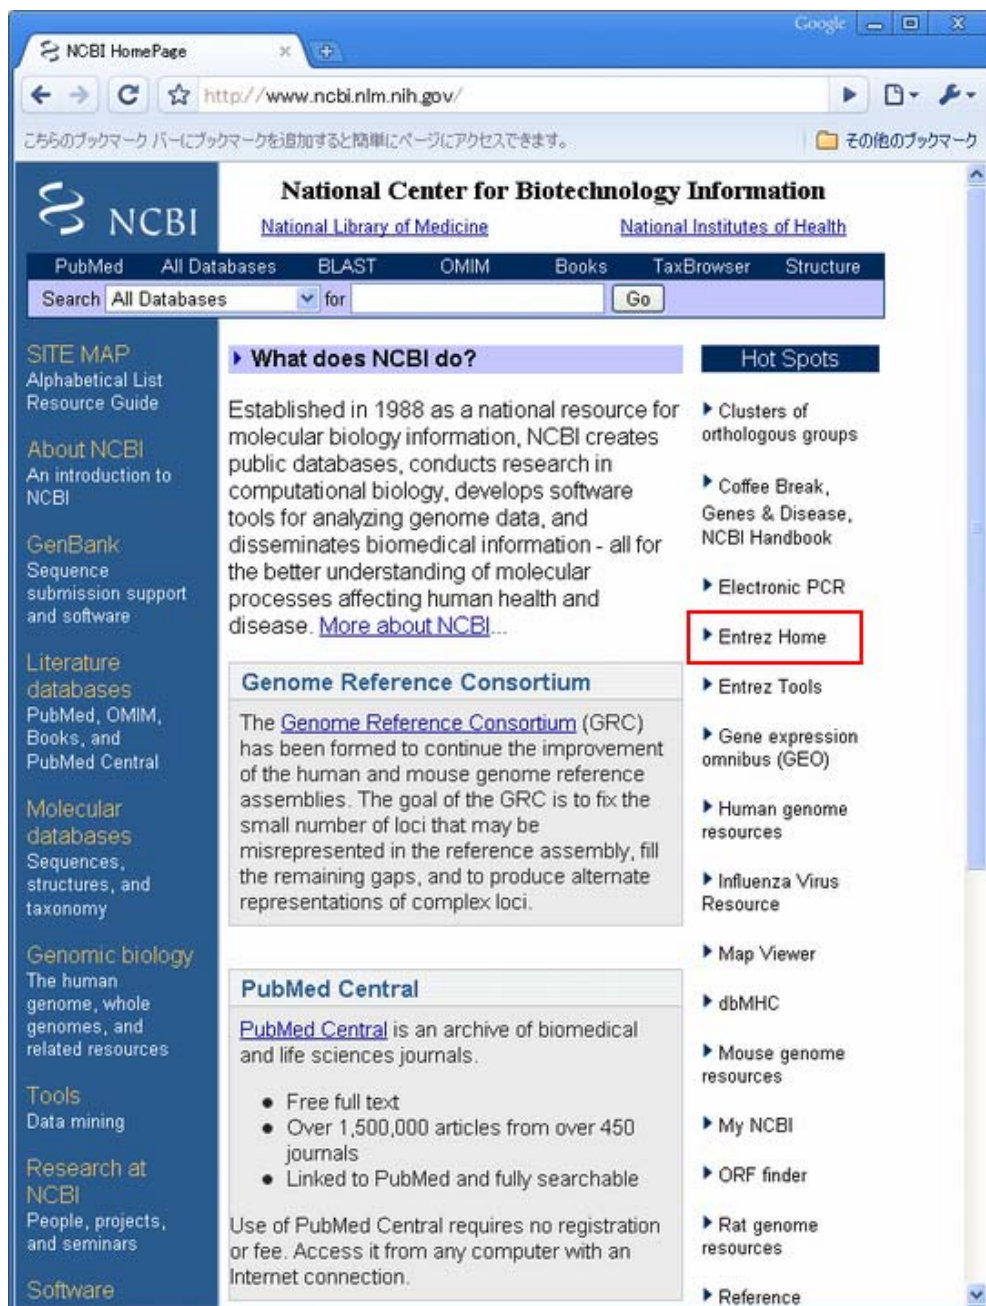 Google
NCBI HomePage
http://www.ncbi.nlm.nih.gov/
こちらのブックマーク バーにブックマークを追加すると簡単にページにアクセスできます。
その他のブックマーク
NCBI
National Center for Biotechnology Information
National Library of Medicine National Institutes of Health
PubMed All Databases BLAST OMIM Books TaxBrowser Structure
Search All Databases for Go
SITE MAP
Alphabetical List
Resource Guide
About NCBI
An introduction to
NCBI
GenBank
Sequence
submission support
and software
Literature
databases
PubMed, OMIM,
Books, and
PubMed Central
Molecular
databases
Sequences,
structures, and
taxonomy
Genomic biology
The human
genome, whole
genomes, and
related resources
Tools
Data mining
Research at
NCBI
People, projects,
and seminars
Software
What does NCBI do?
Established in 1988 as a national resource for
molecular biology information, NCBI creates
public databases, conducts research in
computational biology, develops software
tools for analyzing genome data, and
disseminates biomedical information - all for
the better understanding of molecular
processes affecting human health and
disease. More about NCBI...
Genome Reference Consortium
The Genome Reference Consortium (GRC)
has been formed to continue the improvement
of the human and mouse genome reference
assemblies. The goal of the GRC is to fix the
small number of loci that may be
misrepresented in the reference assembly, fill
the remaining gaps, and to produce alternate
representations of complex loci.
PubMed Central
PubMed Central is an archive of biomedical
and life sciences journals.
● Free full text
● Over 1,500,000 articles from over 450
journals
● Linked to PubMed and fully searchable
Use of PubMed Central requires no registration
or fee. Access it from any computer with an
Internet connection.
Hot Spots
Clusters of
orthologous groups
Coffee Break,
Genes & Disease,
NCBI Handbook
Electronic PCR
Entrez Home
Entrez Tools
Gene expression
omnibus (GEO)
Human genome
resources
Influenza Virus
Resource
Map Viewer
dbMHC
Mouse genome
resources
My NCBI
ORF finder
Rat genome
resources
Reference